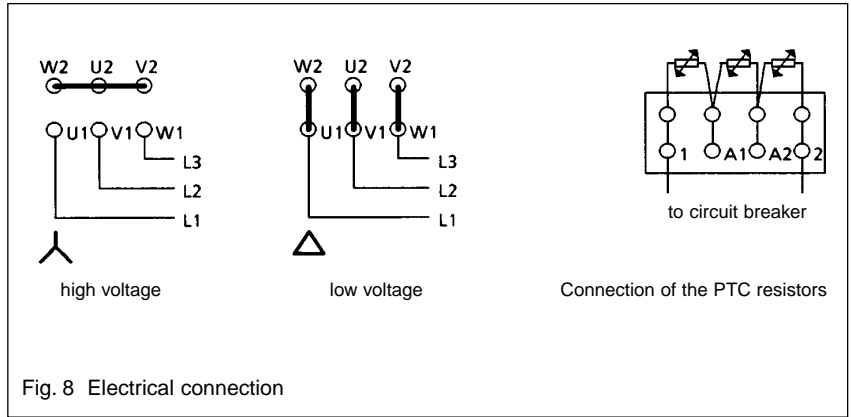 W2 U2 V2
U1 V1 W1
L3
L2
L1
high voltage
W2 U2 V2
U1 V1 W1
L3
L2
L1
low voltage
1 A1 A2 2
to circuit breaker
Connection of the PTC resistors
Fig. 8 Electrical connection